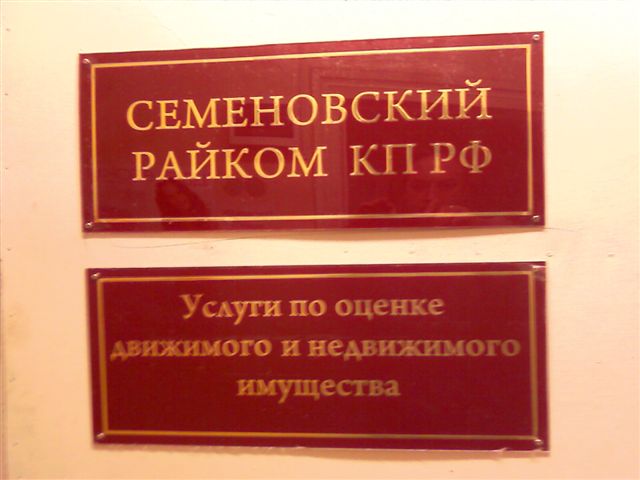 СЕМЕНОВСКИЙ
РАЙКОМ КП РФ
Услуги по оценке
движимого и недвижимого
имущества